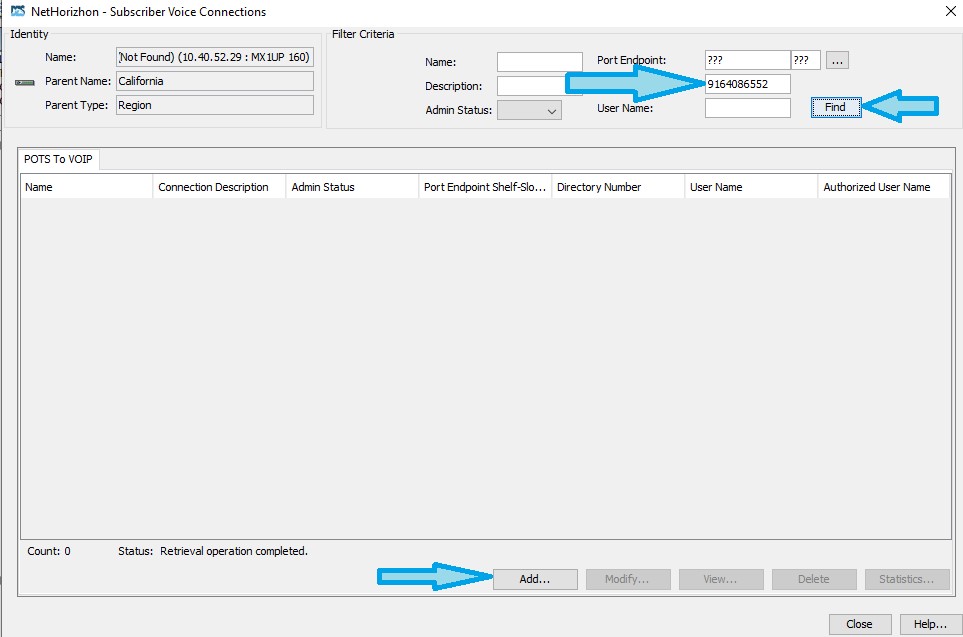 NetHorizhon - Subscriber Voice Connections
Identity
Name: (Not Found) (10.40.52.29 : MX1UP 160)
Parent Name: California
Parent Type: Region
Filter Criteria
Name:
Description:
Admin Status:
Port Endpoint: ??? ??? ...
9164086552
User Name:
Find
POTS To VOIP
Name Connection Description Admin Status Port Endpoint Shelf-Slo... Directory Number User Name Authorized User Name
Count: 0 Status: Retrieval operation completed.
Add... Modify... View... Delete Statistics...
Close Help...